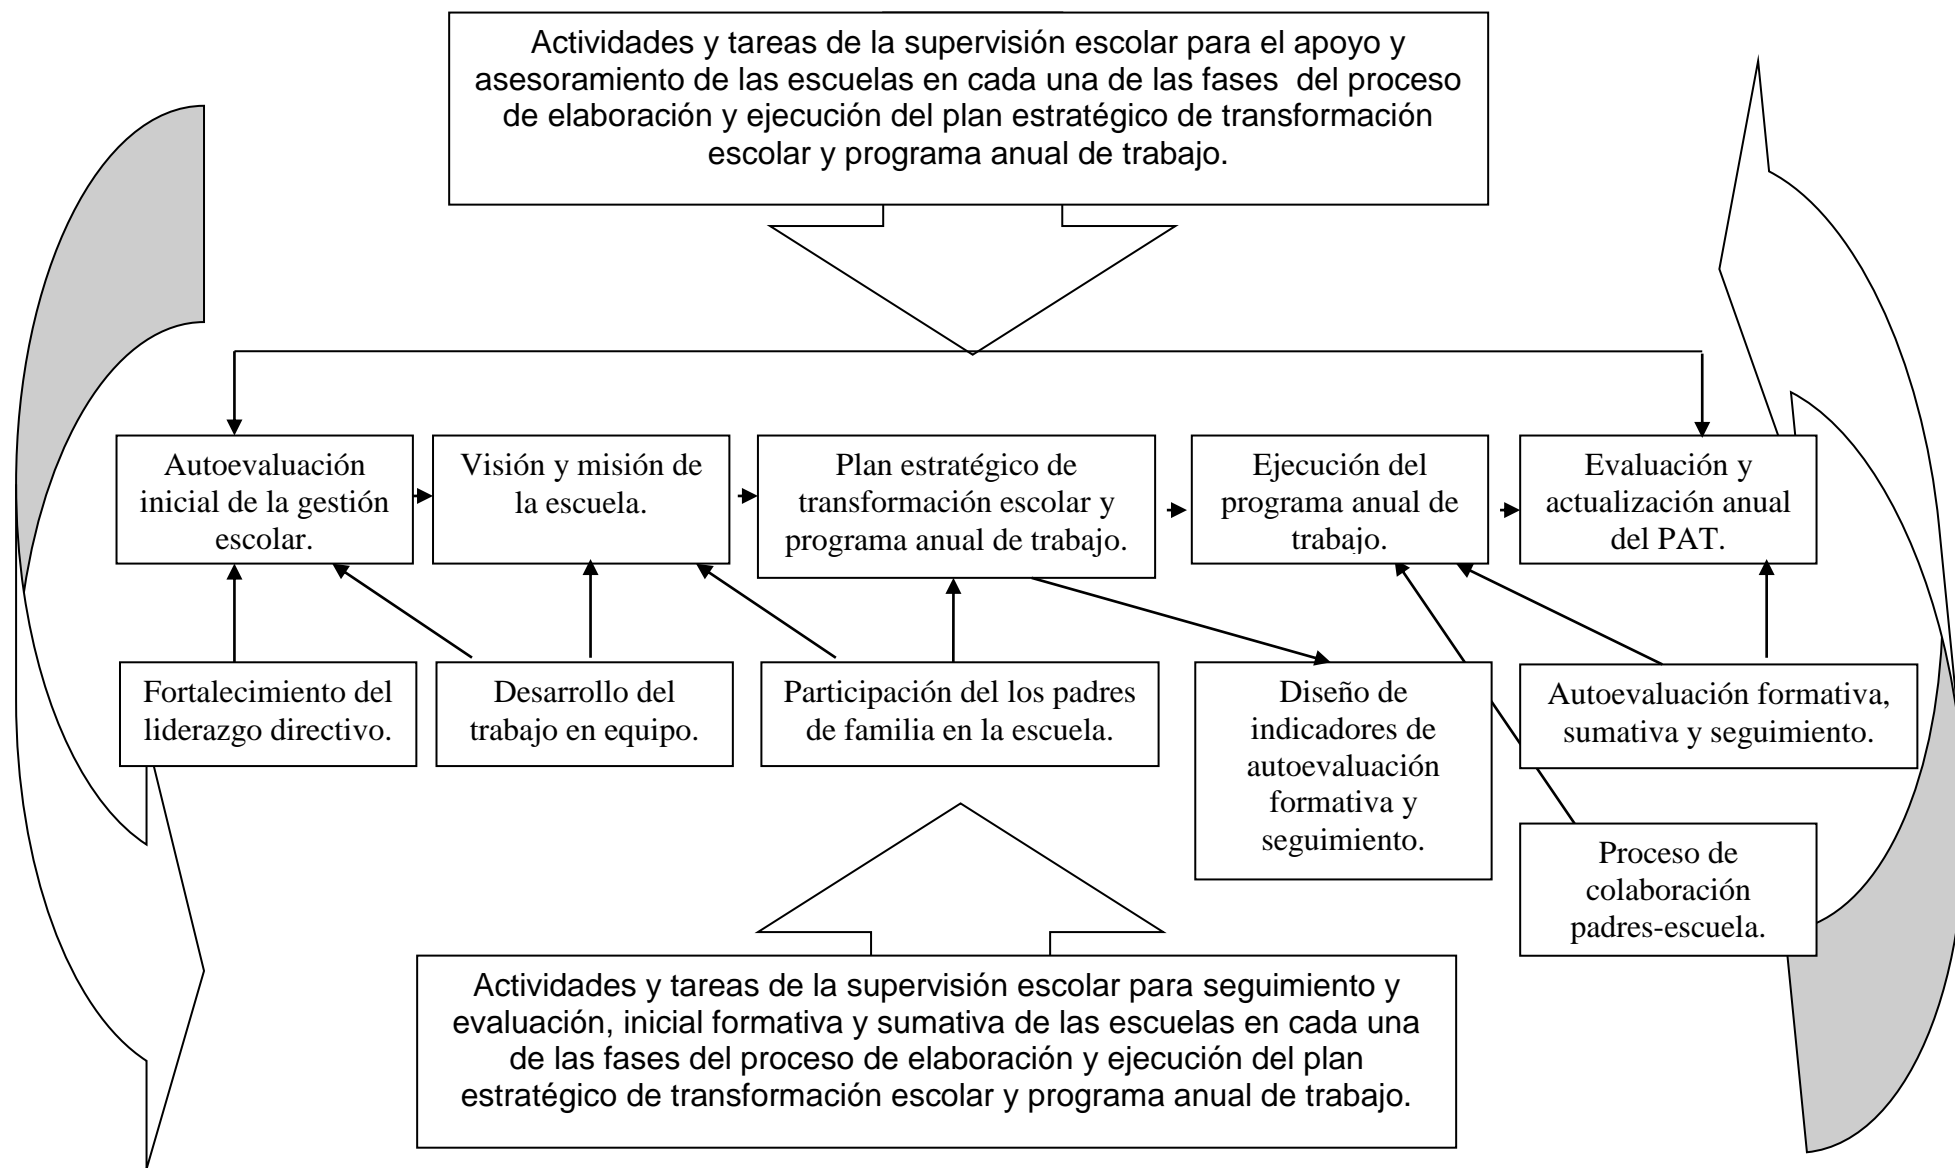 Actividades y tareas de la supervisión escolar para el apoyo y
asesoramiento de las escuelas en cada una de las fases  del proceso
de elaboración y ejecución del plan estratégico de transformación
escolar y programa anual de trabajo.
Autoevaluación
inicial de la gestión
escolar.
Visión y misión de
la escuela.
Plan estratégico de
transformación escolar y
programa anual de trabajo.
Ejecución del
programa anual de
trabajo.
Evaluación y
actualización anual
del PAT.
Fortalecimiento del
liderazgo directivo.
Desarrollo del
trabajo en equipo.
Participación del los padres
de familia en la escuela.
Diseño de
indicadores de
autoevaluación
formativa y
seguimiento.
Autoevaluación formativa,
sumativa y seguimiento.
Proceso de
colaboración
padres-escuela.
Actividades y tareas de la supervisión escolar para seguimiento y
evaluación, inicial formativa y sumativa de las escuelas en cada una
de las fases del proceso de elaboración y ejecución del plan
estratégico de transformación escolar y programa anual de trabajo.